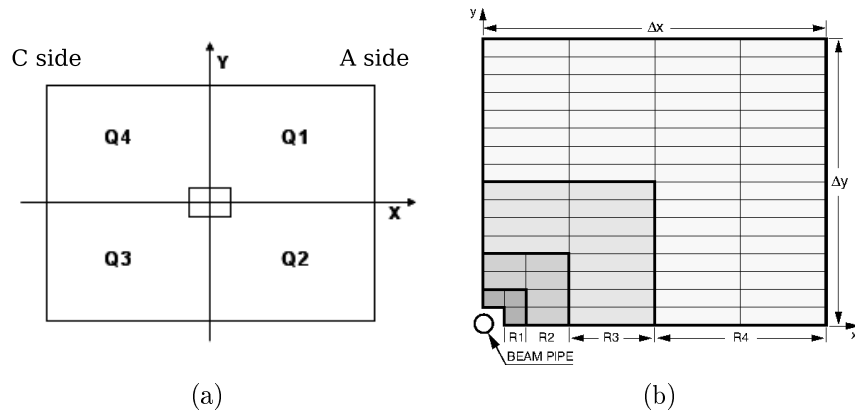 C side
Y
A side
Q4
Q1
X
Q3
Q2
(a)
y
Δx
Δy
R1
R2
R3
R4
x
BEAM PIPE
(b)